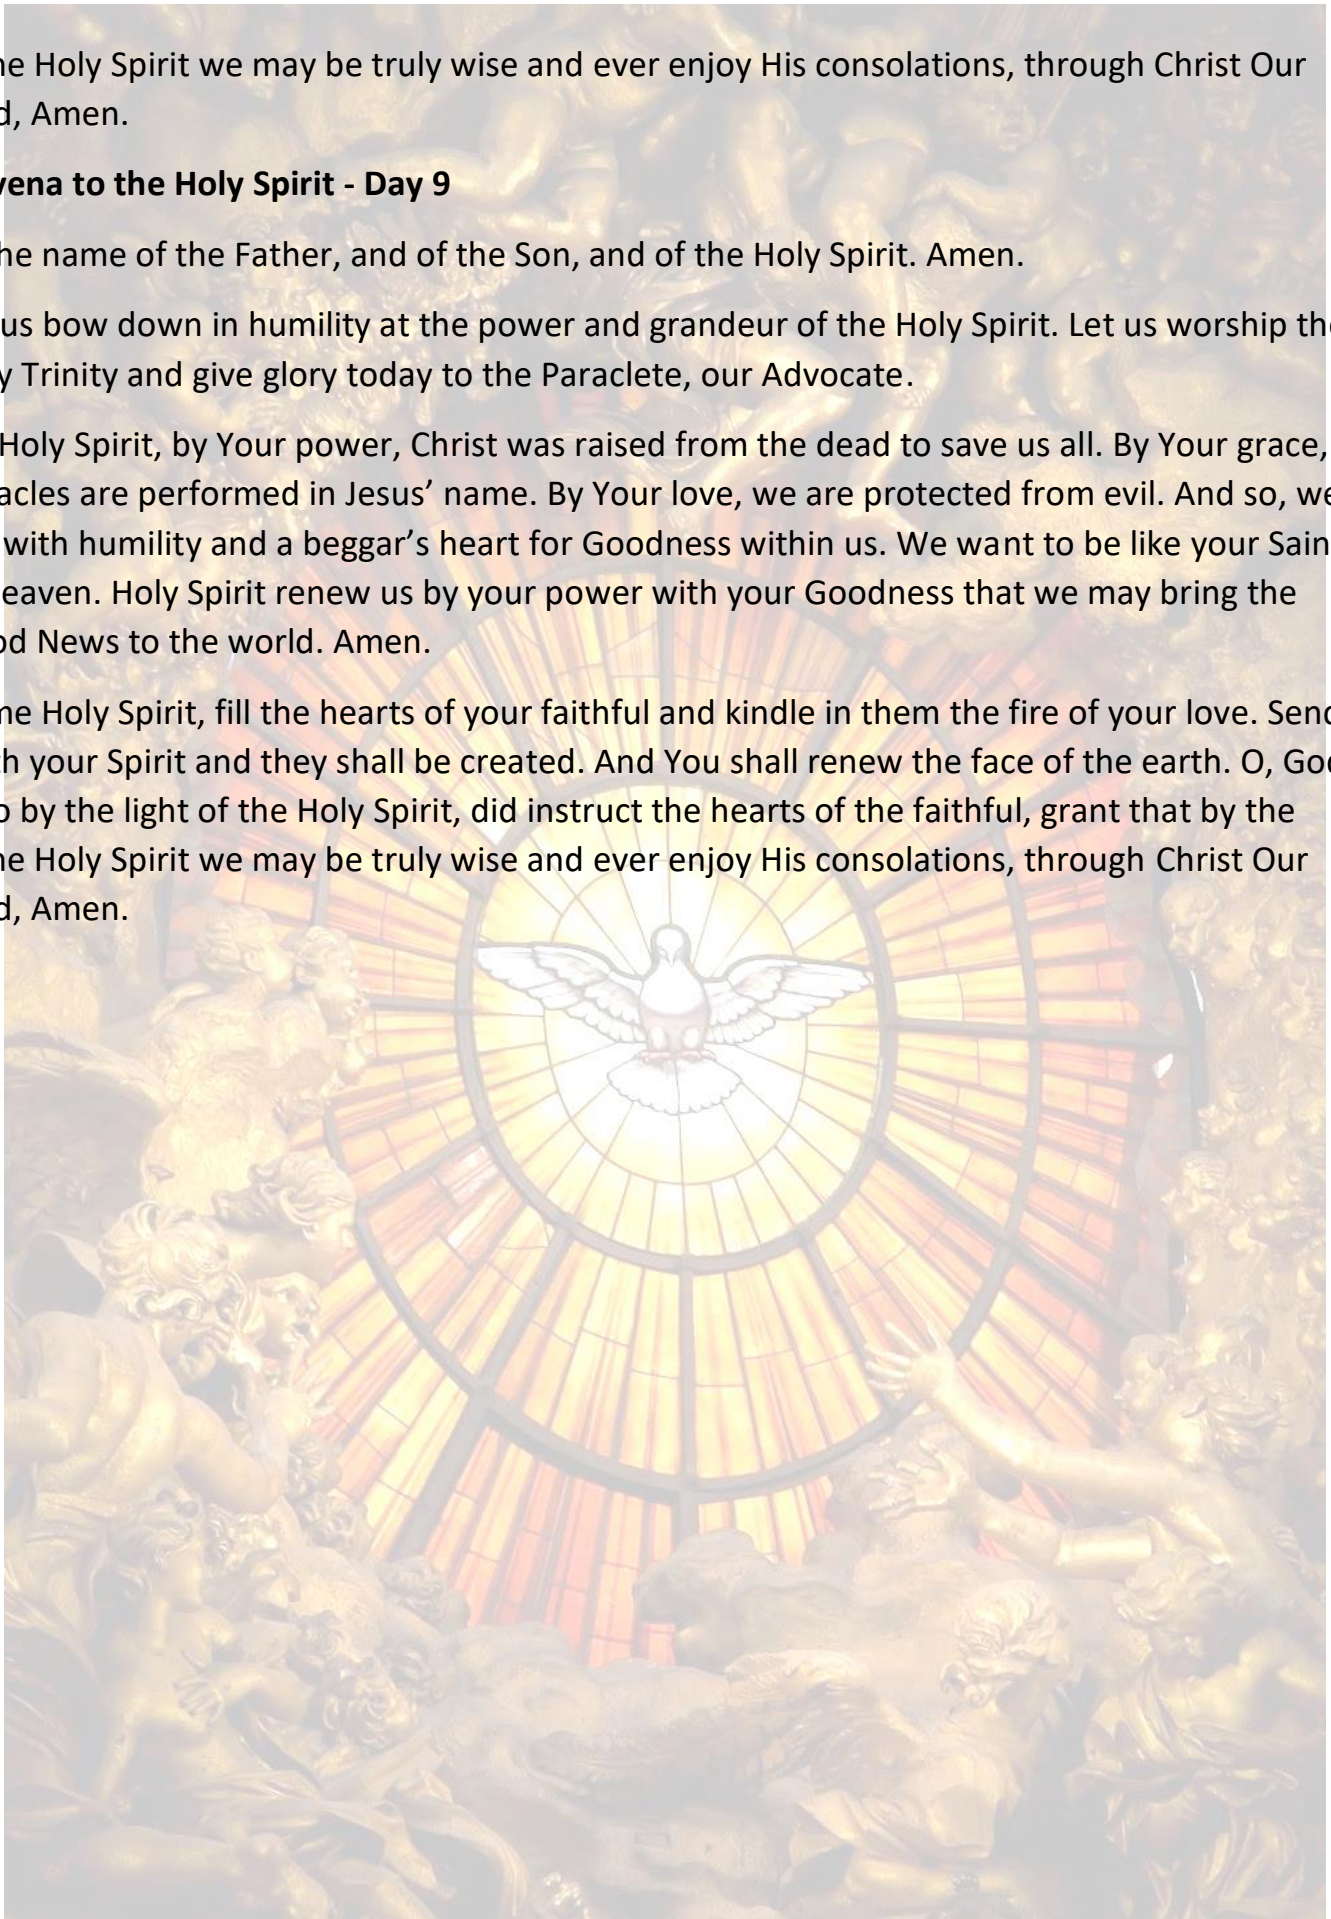 he Holy Spirit we may be truly wise and ever enjoy His consolations, through Christ Our
d, Amen.
vena to the Holy Spirit - Day 9
he name of the Father, and of the Son, and of the Holy Spirit. Amen.
us bow down in humility at the power and grandeur of the Holy Spirit. Let us worship the
y Trinity and give glory today to the Paraclete, our Advocate.
Holy Spirit, by Your power, Christ was raised from the dead to save us all. By Your grace,
acles are performed in Jesus’ name. By Your love, we are protected from evil. And so, we
with humility and a beggar’s heart for Goodness within us. We want to be like your Sain
eaven. Holy Spirit renew us by your power with your Goodness that we may bring the
od News to the world. Amen.
me Holy Spirit, fill the hearts of your faithful and kindle in them the fire of your love. Send
th your Spirit and they shall be created. And You shall renew the face of the earth. O, God
o by the light of the Holy Spirit, did instruct the hearts of the faithful, grant that by the
he Holy Spirit we may be truly wise and ever enjoy His consolations, through Christ Our
d, Amen.